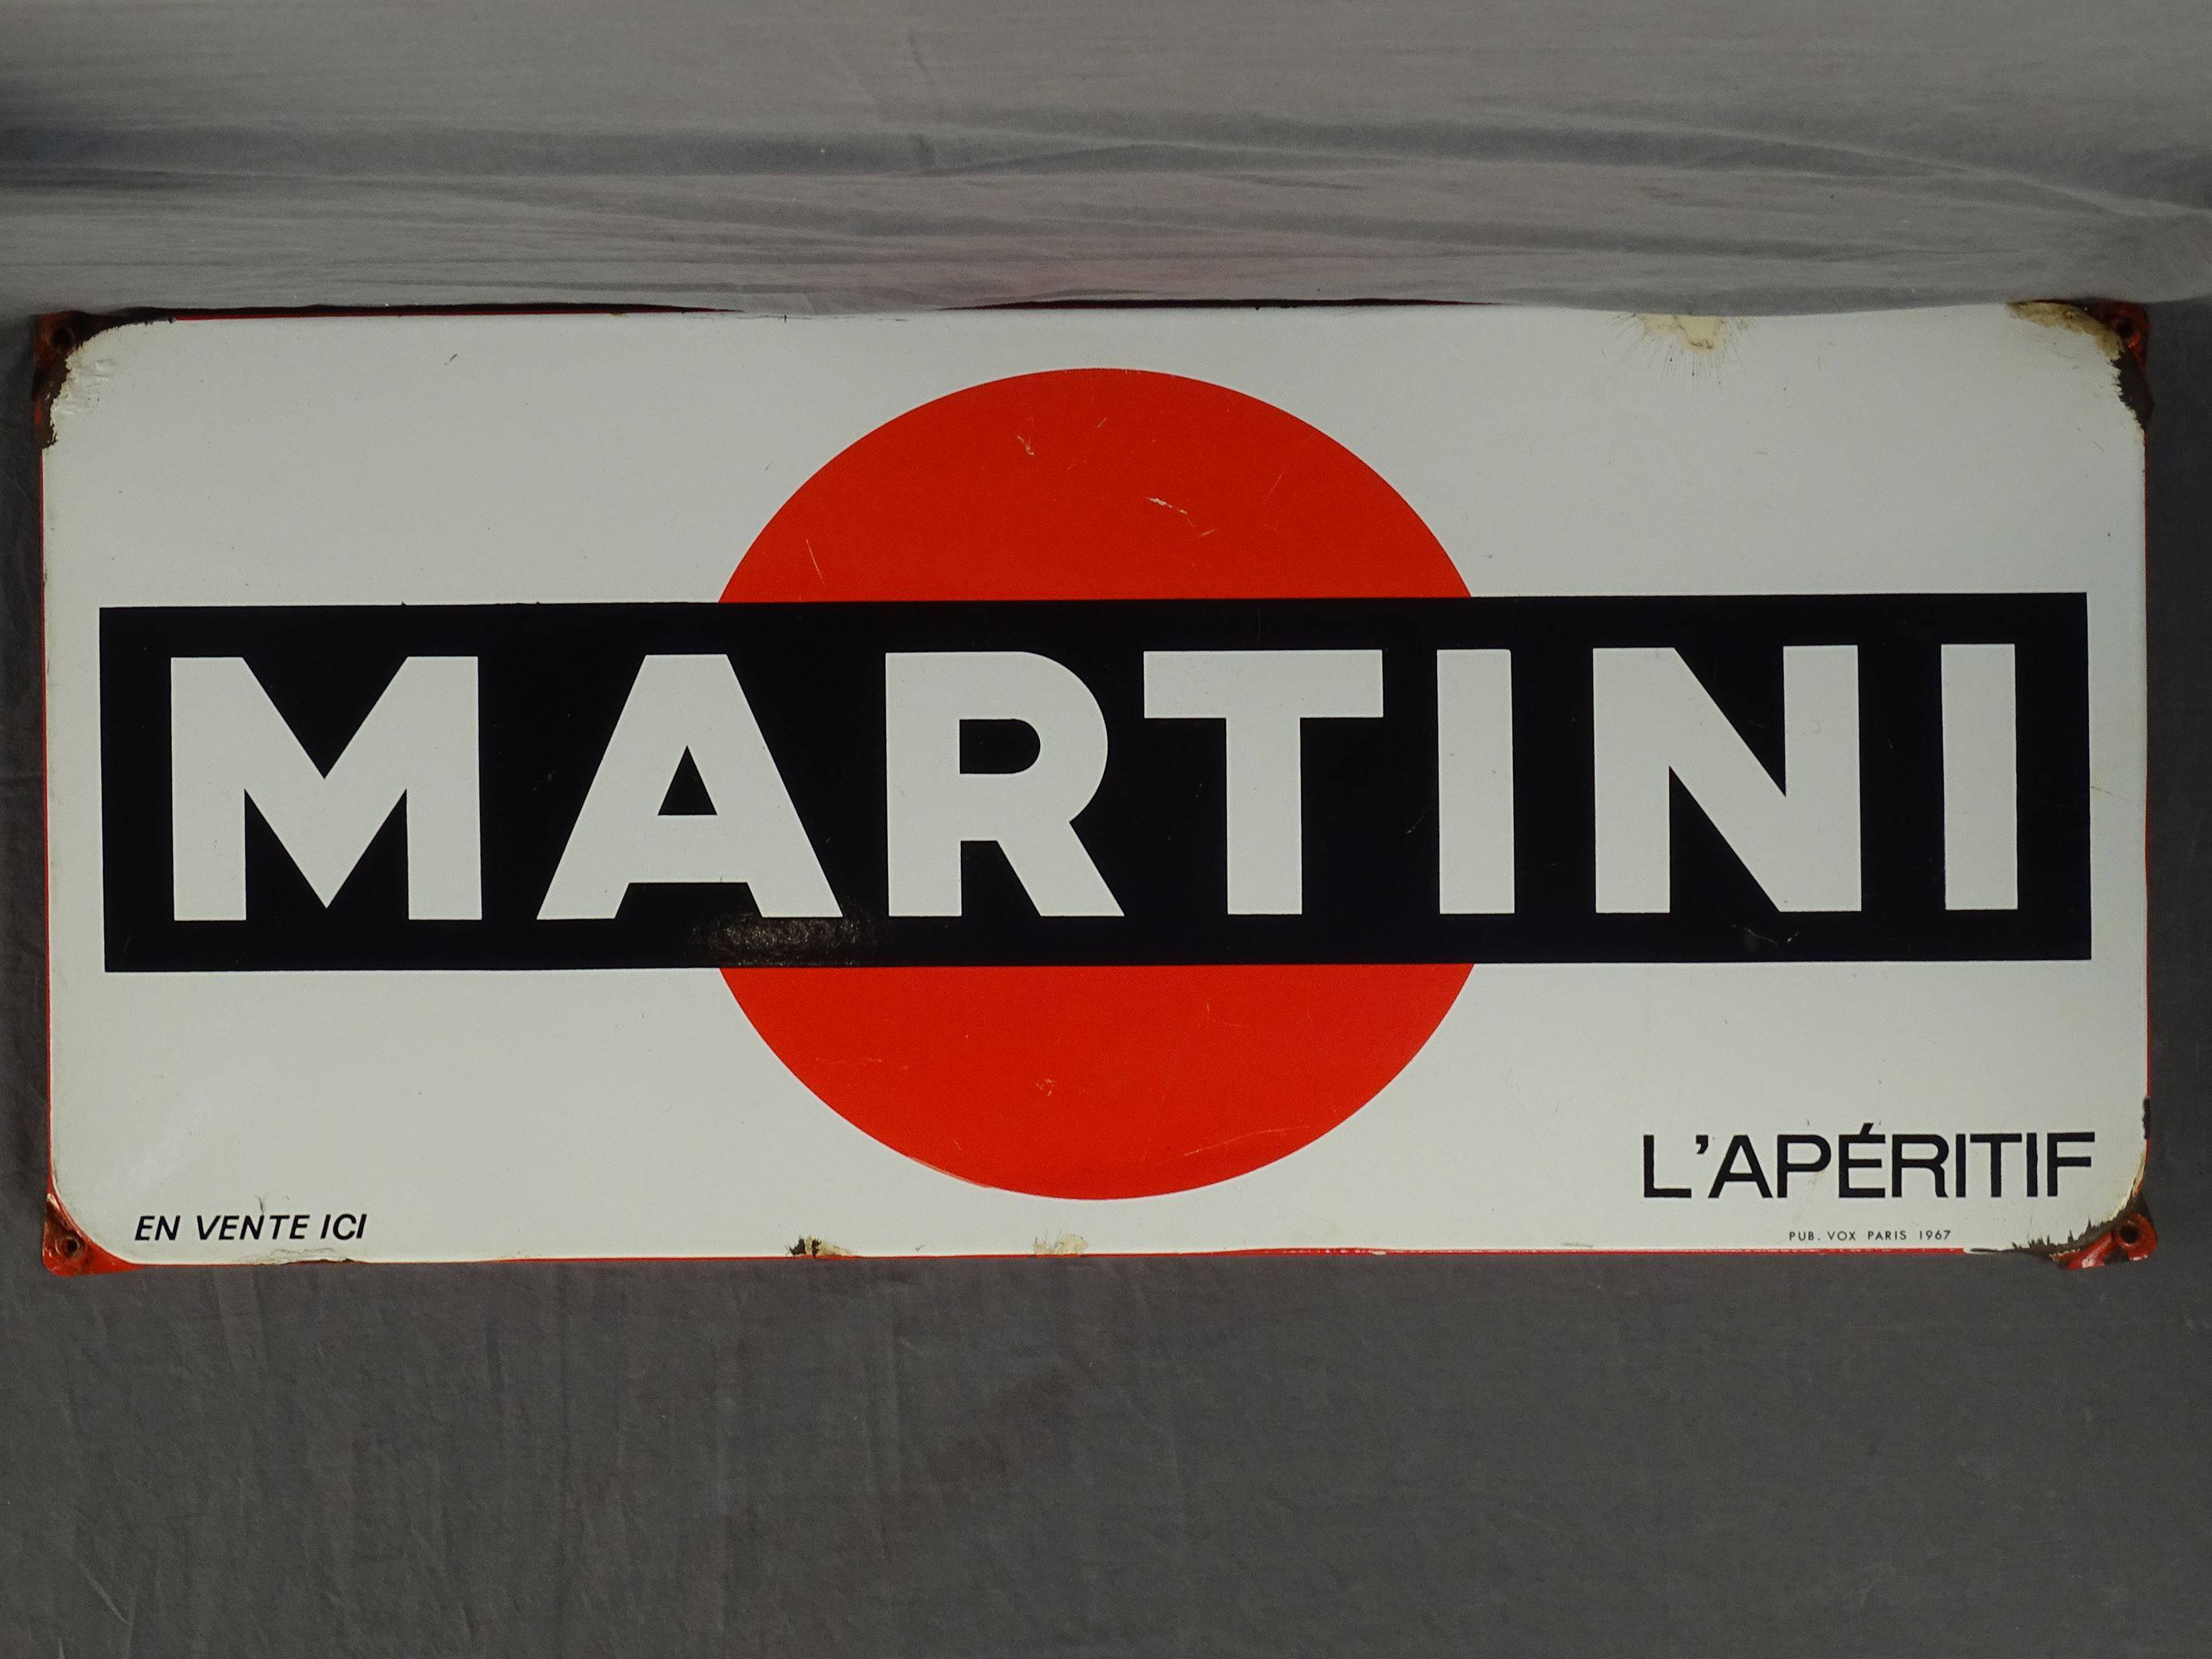 MARTINI
L'APÉRITIF
EN VENTE ICI
PUB. VOX PARIS 1967